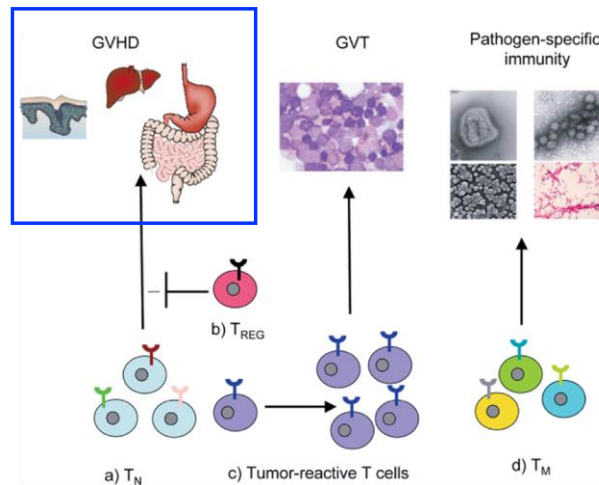 GVHD
GVT
Pathogen-specific
immunity
b) TREG
a) TN
c) Tumor-reactive T cells
d) TM